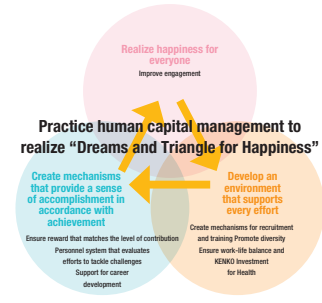 Realize happiness for
everyone
Improve engagement
Practice human capital management to
realize “Dreams and Triangle for Happiness”
Create mechanisms
that provide a sense
of accomplishment in
accordance with
achievement
Ensure reward that matches the level of contribution
Personnel system that evaluates
efforts to tackle challenges
Support for career
development
Develop an
environment
that supports
every effort
Create mechanisms for recruitment
and training Promote diversity
Ensure work-life balance and
KENKO Investment
for Health